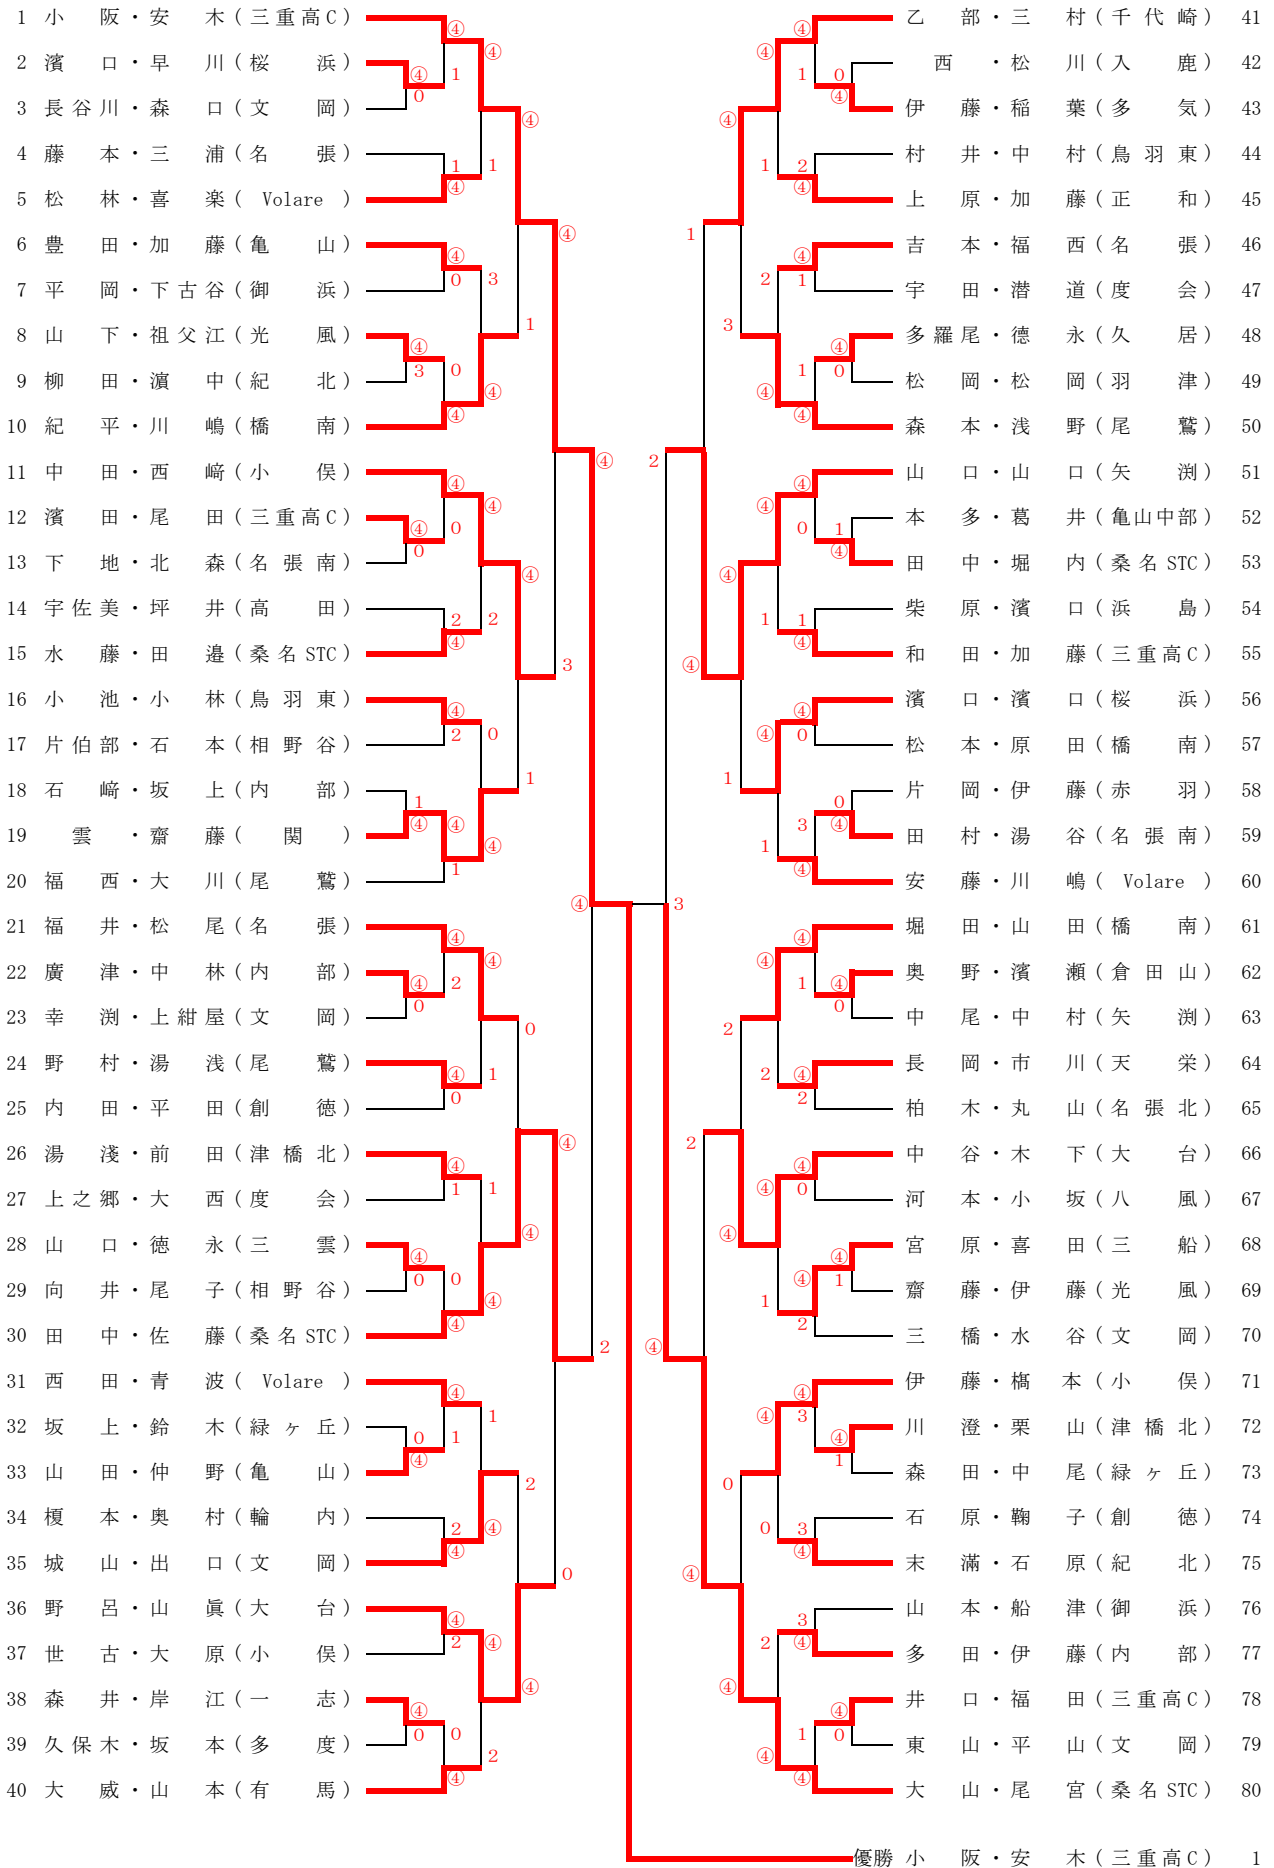 1 小阪・安木(三重高C)
2 濱口・早川(桜浜)
3 長谷川・森口(文岡)
4 藤本・三浦(名張)
5 松林・喜楽( Volare )
6 豊田・加藤(亀山)
7 平岡・下古谷(御浜)
8 山下・祖父江(光風)
9 柳田・濵中(紀北)
10 紀平・川嶋(橋南)
11 中田・西﨑(小俣)
12 濱田・尾田(三重高C)
13 下地・北森(名張南)
14 宇佐美・坪井(高田)
15 水藤・田邉(桑名STC)
16 小池・小林(鳥羽東)
17 片伯部・石本(相野谷)
18 石﨑・坂上(内部)
19 雲・齋藤(関)
20 福西・大川(尾鷲)
21 福井・松尾(名張)
22 廣津・中林(内部)
23 幸渕・上紺屋(文岡)
24 野村・湯浅(尾鷲)
25 内田・平田(創徳)
26 湯淺・前田(津橋北)
27 上之郷・大西(度会)
28 山口・徳永(三雲)
29 向井・尾子(相野谷)
30 田中・佐藤(桑名STC)
31 西田・青波( Volare )
32 坂上・鈴木(緑ヶ丘)
33 山田・仲野(亀山)
34 榎本・奥村(輪内)
35 城山・出口(文岡)
36 野呂・山眞(大台)
37 世古・大原(小俣)
38 森井・岸江(一志)
39 久保木・坂本(多度)
40 大威・山本(有馬)
乙部・三村(千代崎) 41
西・松川(入鹿) 42
伊藤・稲葉(多気) 43
村井・中村(鳥羽東) 44
上原・加藤(正和) 45
吉本・福西(名張) 46
宇田・潜道(度会) 47
多羅尾・德永(久居) 48
松岡・松岡(羽津) 49
森本・浅野(尾鷲) 50
山口・山口(矢渕) 51
本多・葛井(亀山中部) 52
田中・堀内(桑名STC) 53
柴原・濱口(浜島) 54
和田・加藤(三重高C) 55
濱口・濱口(桜浜) 56
松本・原田(橋南) 57
片岡・伊藤(赤羽) 58
田村・湯谷(名張南) 59
安藤・川嶋( Volare ) 60
堀田・山田(橋南) 61
奥野・濱瀬(倉田山) 62
中尾・中村(矢渕) 63
長岡・市川(天栄) 64
柏木・丸山(名張北) 65
中谷・木下(大台) 66
河本・小坂(八風) 67
宮原・喜田(三船) 68
齋藤・伊藤(光風) 69
三橋・水谷(文岡) 70
伊藤・槗本(小俣) 71
川澄・栗山(津橋北) 72
森田・中尾(緑ヶ丘) 73
石原・鞠子(創徳) 74
末滿・石原(紀北) 75
山本・船津(御浜) 76
多田・伊藤(内部) 77
井口・福田(三重高C) 78
東山・平山(文岡) 79
大山・尾宮(桑名STC) 80
優勝 小阪・安木(三重高C) 1